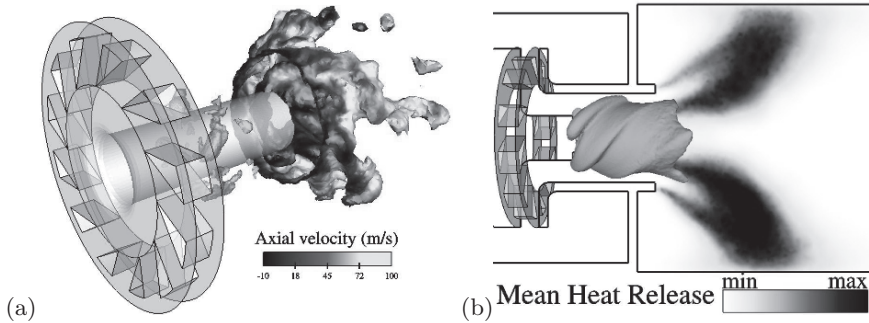 Axial velocity (m/s)
-10 18 45 72 100
(a)
min max
(b) Mean Heat Release